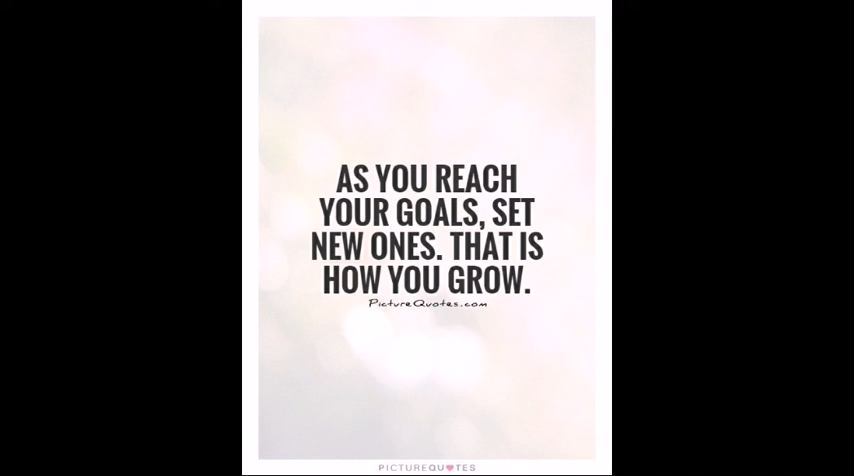 AS YOU REACH
YOUR GOALS, SET
NEW ONES. THAT IS
HOW YOU GROW.
PictureQuotes.com
PICTUREQUOTES